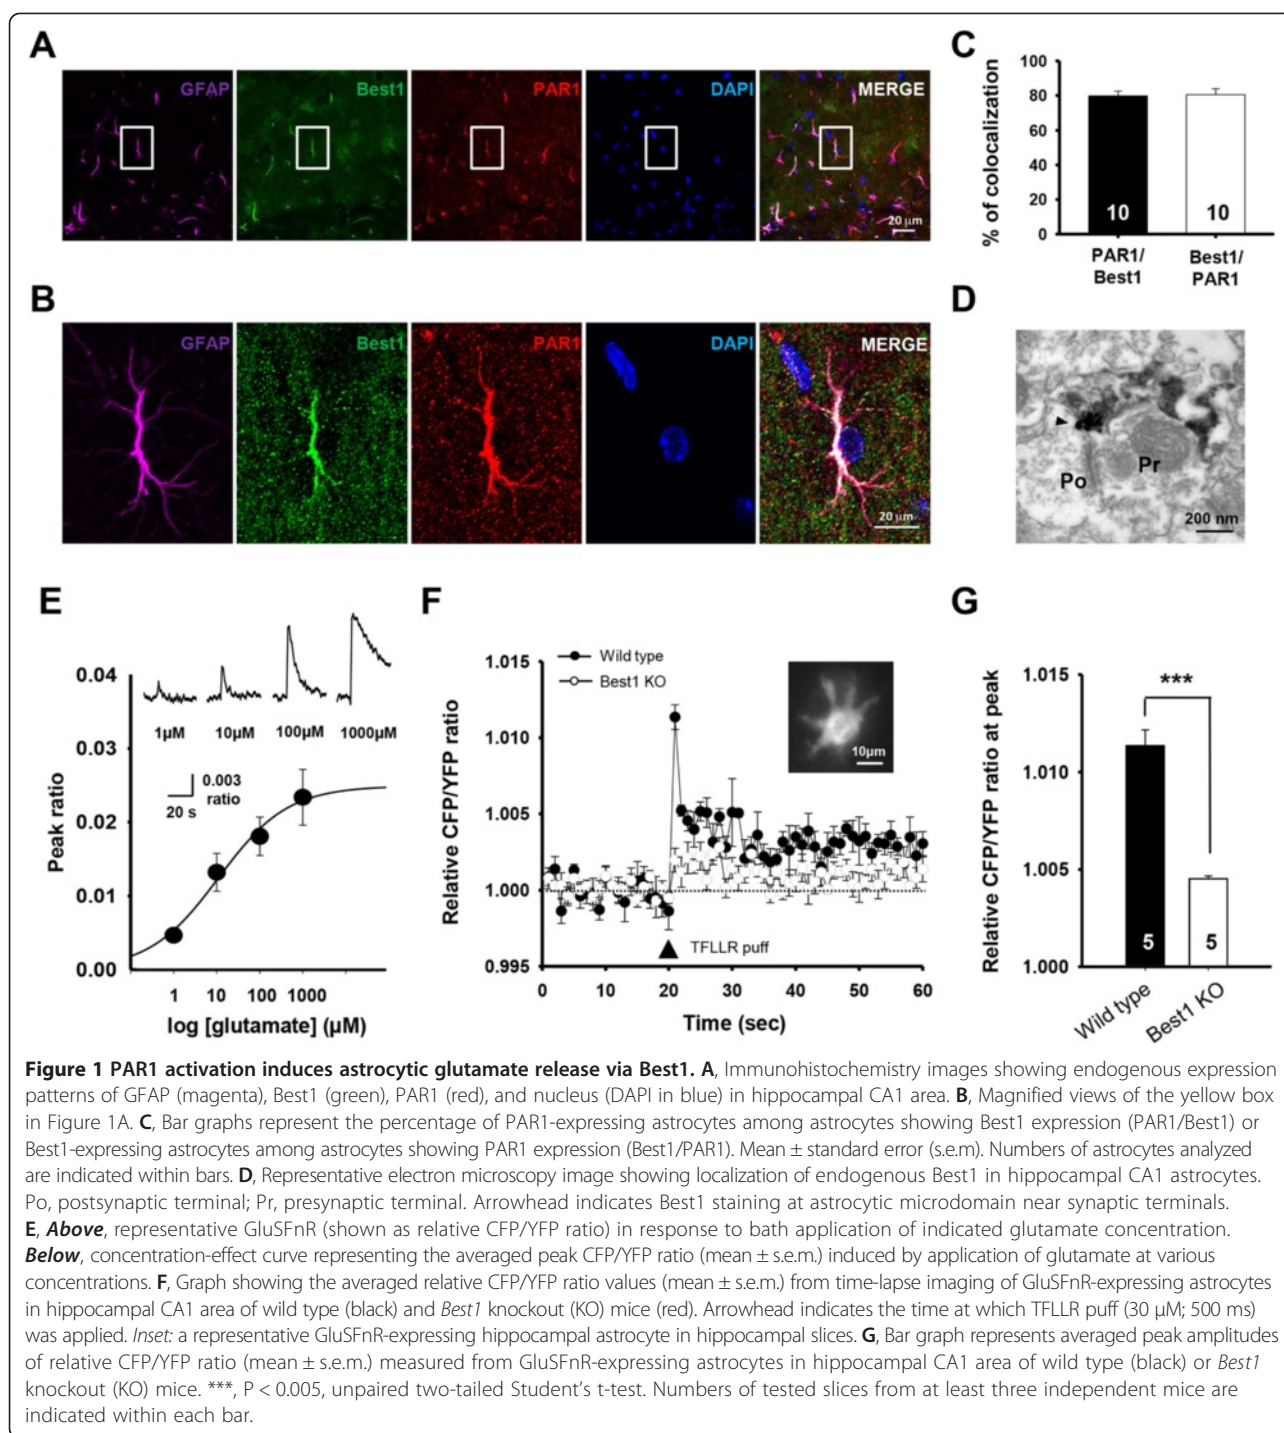 A
GFAP
Best1
PAR1
DAPI
MERGE
20 μm
B
GFAP
Best1
PAR1
DAPI
MERGE
20 μm
C
% of colocalization
100
80
60
40
20
0
10
10
PAR1/
Best1
Best1/
PAR1
D
Po
Pr
200 nm
E
Peak ratio
0.04
0.03
0.02
0.01
0.00
1μM
10μM
100μM
1000μM
0.003
ratio
20 s
1
10
100
1000
log [glutamate] (μM)
F
Relative CFP/YFP ratio
1.015
1.010
1.005
1.000
0.995
Wild type
Best1 KO
10μm
TFLLR puff
0
10
20
30
40
50
60
Time (sec)
G
Relative CFP/YFP ratio at peak
1.015
1.010
1.005
1.000
***
5
5
Wild type
Best1 KO
Figure 1 PAR1 activation induces astrocytic glutamate release via Best1. A, Immunohistochemistry images showing endogenous expression
patterns of GFAP (magenta), Best1 (green), PAR1 (red), and nucleus (DAPI in blue) in hippocampal CA1 area. B, Magnified views of the yellow box
in Figure 1A. C, Bar graphs represent the percentage of PAR1-expressing astrocytes among astrocytes showing Best1 expression (PAR1/Best1) or
Best1-expressing astrocytes among astrocytes showing PAR1 expression (Best1/PAR1). Mean ± standard error (s.e.m). Numbers of astrocytes analyzed
are indicated within bars. D, Representative electron microscopy image showing localization of endogenous Best1 in hippocampal CA1 astrocytes.
Po, postsynaptic terminal; Pr, presynaptic terminal. Arrowhead indicates Best1 staining at astrocytic microdomain near synaptic terminals.
E, Above, representative GluSFnR (shown as relative CFP/YFP ratio) in response to bath application of indicated glutamate concentration.
Below, concentration-effect curve representing the averaged peak CFP/YFP ratio (mean ± s.e.m.) induced by application of glutamate at various
concentrations. F, Graph showing the averaged relative CFP/YFP ratio values (mean ± s.e.m.) from time-lapse imaging of GluSFnR-expressing astrocytes
in hippocampal CA1 area of wild type (black) and Best1 knockout (KO) mice (red). Arrowhead indicates the time at which TFLLR puff (30 μM; 500 ms)
was applied. Inset: a representative GluSFnR-expressing hippocampal astrocyte in hippocampal slices. G, Bar graph represents averaged peak amplitudes
of relative CFP/YFP ratio (mean ± s.e.m.) measured from GluSFnR-expressing astrocytes in hippocampal CA1 area of wild type (black) or Best1
knockout (KO) mice. ***, P < 0.005, unpaired two-tailed Student's t-test. Numbers of tested slices from at least three independent mice are
indicated within each bar.